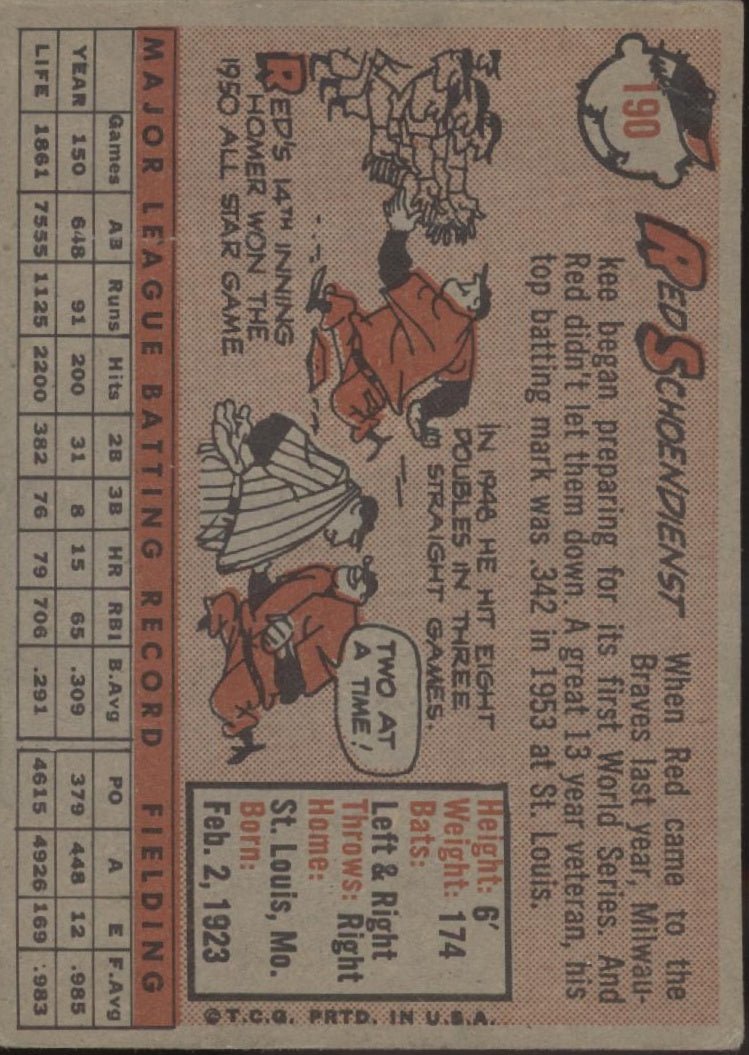 190
RED SCHOENDIENST
When Red came to the
Braves last year, Milwau-
kee began preparing for its first World Series. And
Red didn't let them down. A great 13 year veteran, his
top batting mark was .342 in 1953 at St. Louis.
RED'S 14TH INNING
HOMER WON THE
1950 ALL STAR GAME
IN 1948 HE HIT EIGHT
DOUBLES IN THREE
STRAIGHT GAMES.
TWO AT
A TIME!
Height: 6'
Weight: 174
Bats:
Left & Right
Throws: Right
Home:
St. Louis, Mo.
Born:
Feb. 2, 1923
© T.C.G. PRTD. IN U.S.A.
MAJOR LEAGUE BATTING RECORD FIELDING
Games AB Runs Hits 2B 3B HR RBI B.Avg PO A E F.Avg
YEAR 150 648 91 200 31 8 15 65 .309 379 448 12 .985
LIFE 1861 7555 1125 2200 382 76 79 706 .291 4615 4926 169 .983